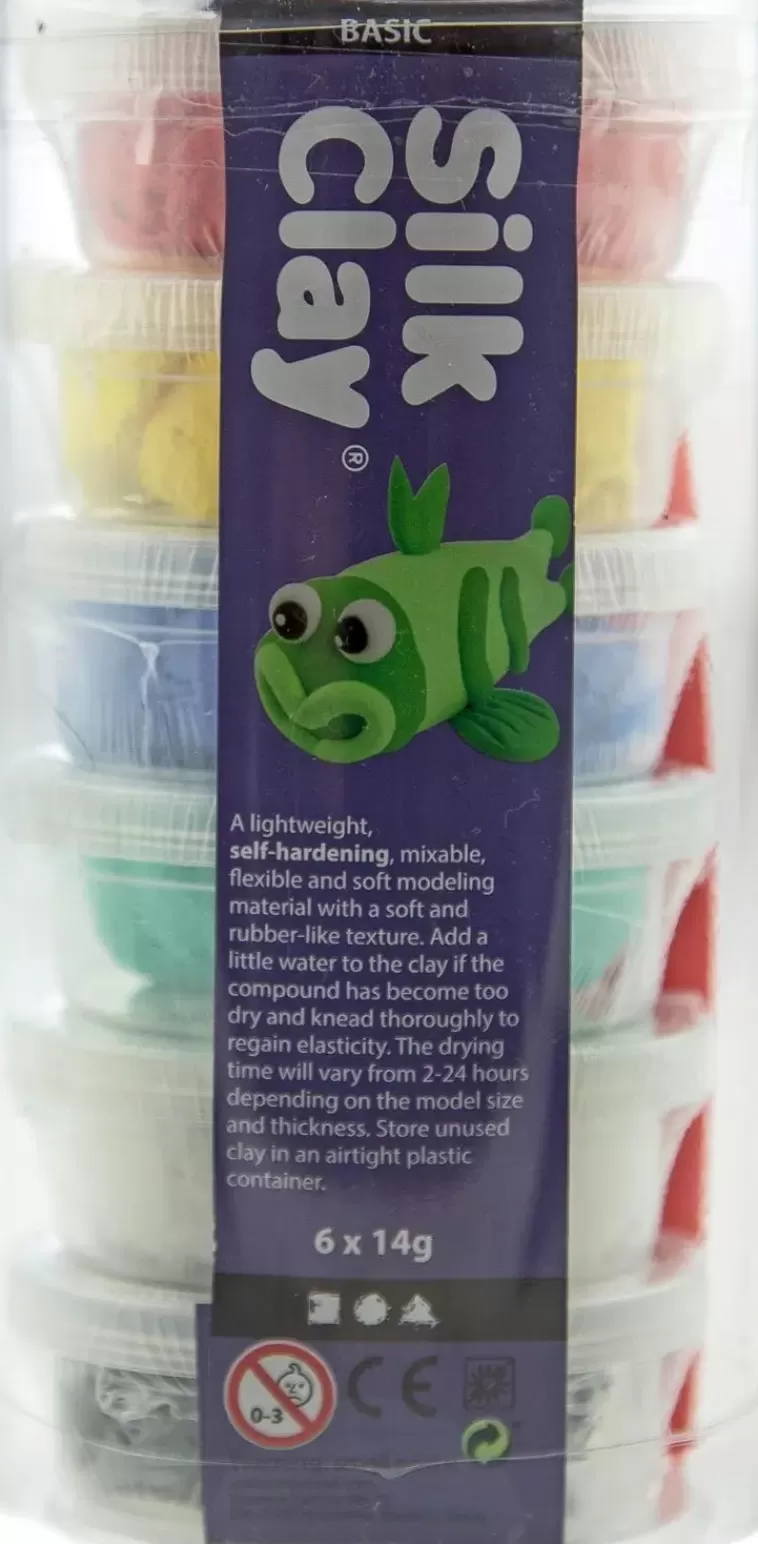 BASIC
Silk
Clay®
A lightweight,
self-hardening, mixable,
flexible and soft modeling
material with a soft and
rubber-like texture. Add a
little water to the clay if the
compound has become too
dry and knead thoroughly to
regain elasticity. The drying
time will vary from 2-24 hours
depending on the model size
and thickness. Store unused
clay in an airtight plastic
container.
6 x 14g
0-3
CE